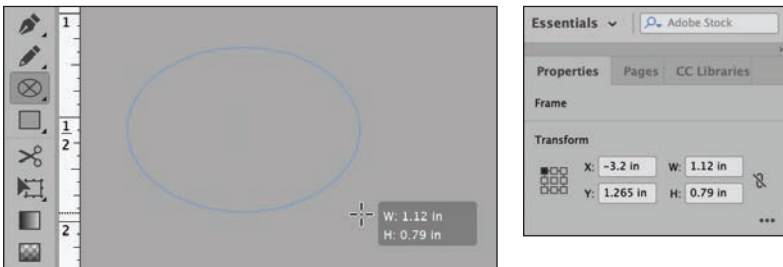 1
1
2
2
W: 1.12 in
H: 0.79 in
Essentials
Adobe Stock
Properties Pages CC Libraries
Frame
Transform
X: -3.2 in W: 1.12 in
Y: 1.265 in H: 0.79 in